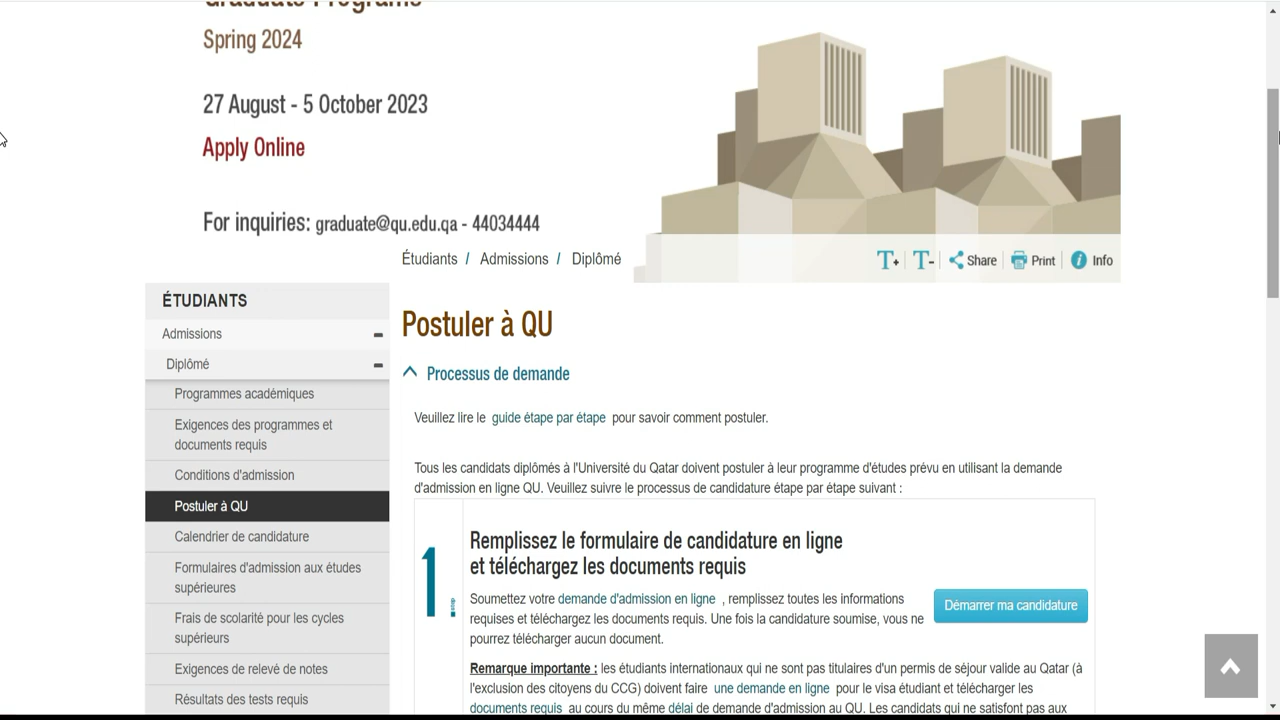 Graduate Programs
Spring 2024
27 August - 5 October 2023
Apply Online
For inquiries: graduate@qu.edu.qa - 44034444
Étudiants / Admissions / Diplômé
T+ T- Share Print Info
ÉTUDIANTS
Admissions
Diplômé
Programmes académiques
Exigences des programmes et
documents requis
Conditions d'admission
Postuler à QU
Calendrier de candidature
Formulaires d'admission aux études
supérieures
Frais de scolarité pour les cycles
supérieurs
Exigences de relevé de notes
Résultats des tests requis
Postuler à QU
Processus de demande
Veuillez lire le guide étape par étape pour savoir comment postuler.
Tous les candidats diplômés à l'Université du Qatar doivent postuler à leur programme d'études prévu en utilisant la demande
d'admission en ligne QU. Veuillez suivre le processus de candidature étape par étape suivant :
1 step
Remplissez le formulaire de candidature en ligne
et téléchargez les documents requis
Soumettez votre demande d'admission en ligne , remplissez toutes les informations
requises et téléchargez les documents requis. Une fois la candidature soumise, vous ne
pourrez télécharger aucun document.
Démarrer ma candidature
Remarque importante : les étudiants internationaux qui ne sont pas titulaires d'un permis de séjour valide au Qatar (à
l'exclusion des citoyens du CCG) doivent faire une demande en ligne pour le visa étudiant et télécharger les
documents requis au cours du même délai de demande d'admission au QU. Les candidats qui ne satisfont pas aux